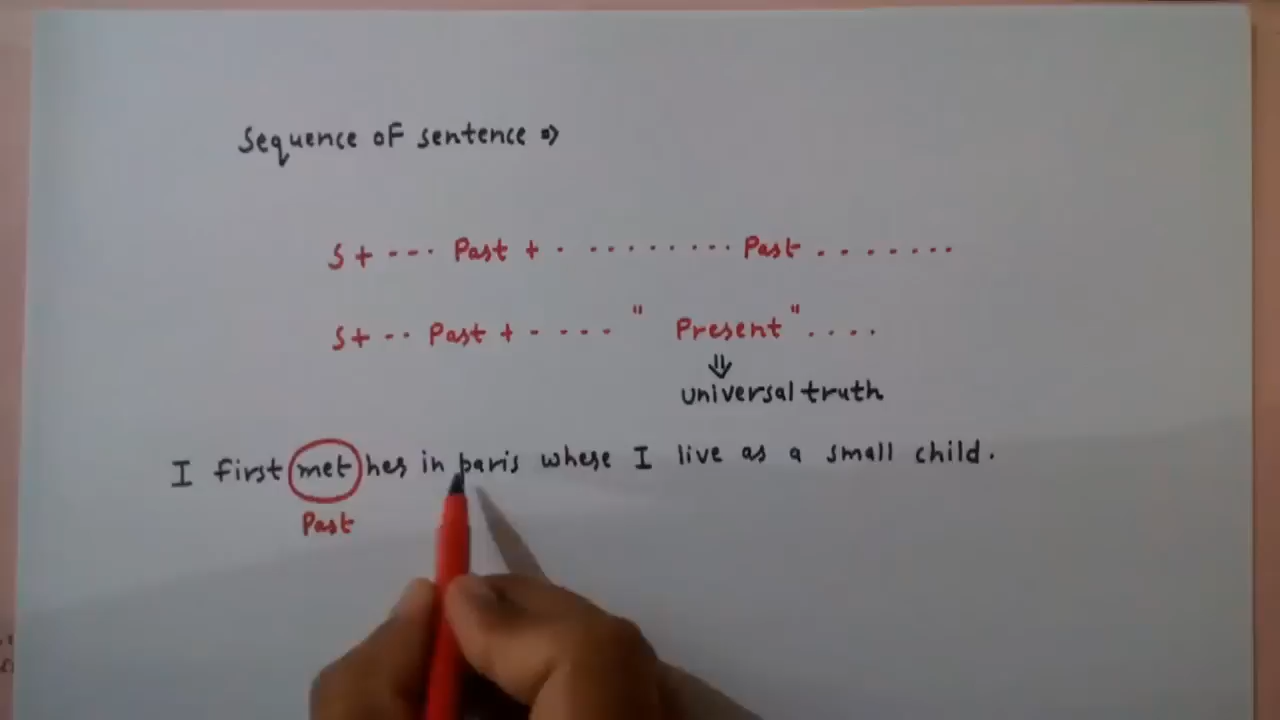 Sequence of sentence ⇒
S + --- Past + . ........ Past .......
S + -- Past + - --- " Present " ....
⇓
universal truth
I first met her in paris where I live as a small child.
Past